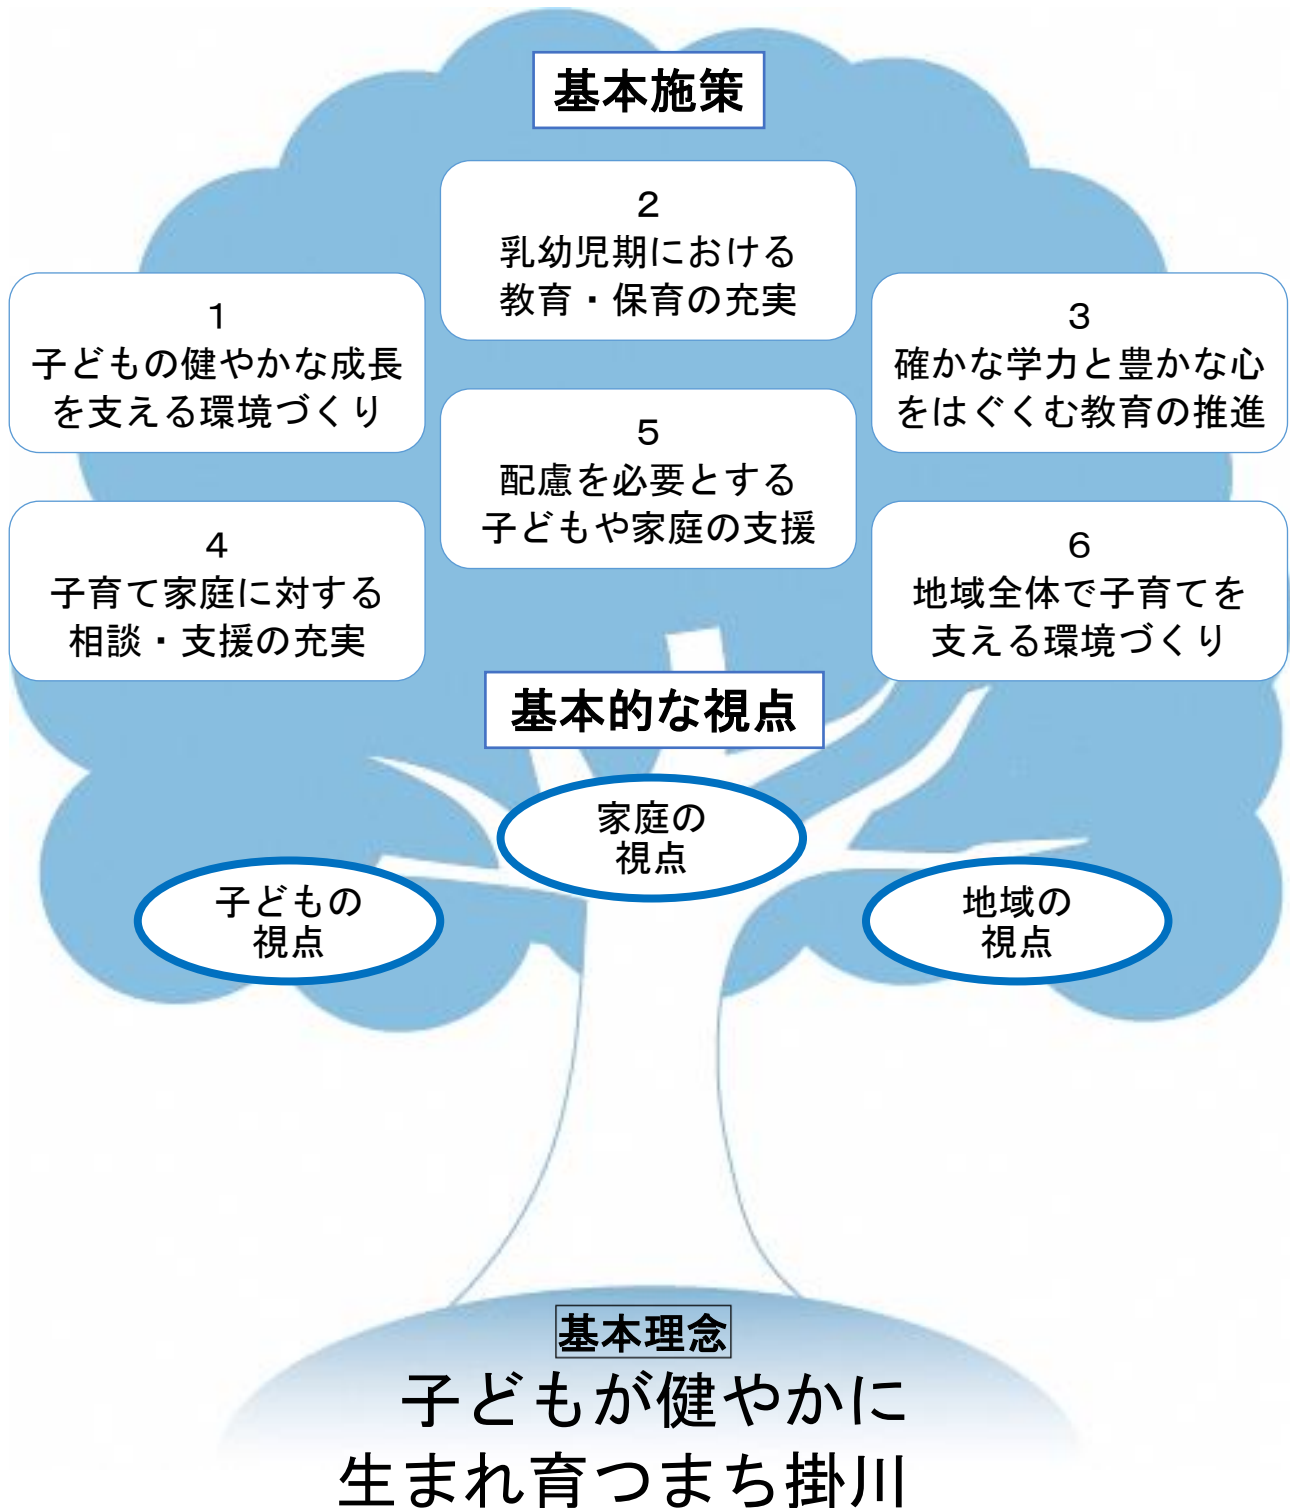 基本施策
1
子どもの健やかな成長
を支える環境づくり
2
乳幼児期における
教育・保育の充実
3
確かな学力と豊かな心
をはぐくむ教育の推進
4
子育て家庭に対する
相談・支援の充実
5
配慮を必要とする
子どもや家庭の支援
6
地域全体で子育てを
支える環境づくり
基本的な視点
子どもの
視点
家庭の
視点
地域の
視点
基本理念
子どもが健やかに
生まれ育つまち掛川